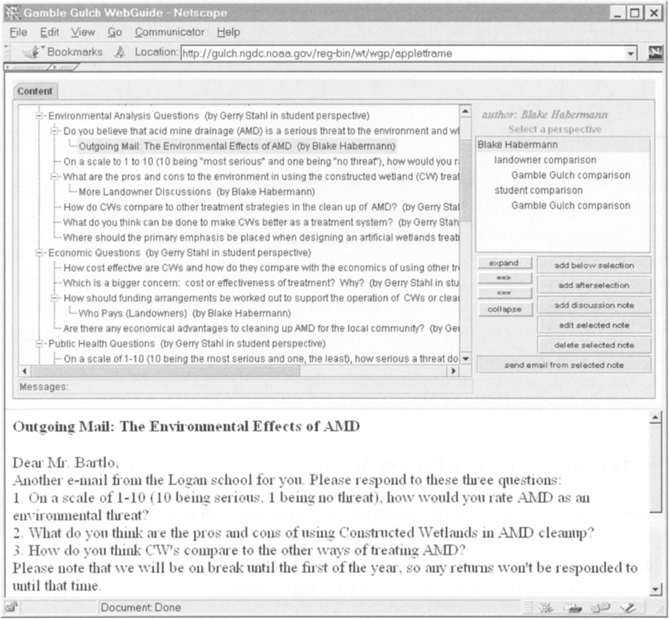 Gamble Gulch WebGuide - Netscape
File Edit View Go Communicator Help
Bookmarks Location: http://gulch.ngdc.noaa.gov/reg-bin/wt/wgp/appletframe
Content
Environmental Analysis Questions (by Gerry Stahl in student perspective)
Do you believe that acid mine drainage (AMD) is a serious threat to the environment and wi
Outgoing Mail: The Environmental Effects of AMD (by Blake Habermann)
On a scale to 1 to 10 (10 being "most serious" and one being "no threat"), how would you r
What are the pros and cons to the environment in using the constructed wetland (CW) treat
More Landowner Discussions (by Blake Habermann)
How do CWs compare to other treatment strategies in the clean up of AMD? (by Gerry Stal
What do you think can be done to make CWs better as a treatment system? (by Gerry Stah
Where should the primary emphasis be placed when designing an artificial wetlands treati
Economic Questions (by Gerry Stahl in student perspective)
How cost effective are CWs and how do they compare with the economics of using other tr
Which is a bigger concern: cost or effectiveness of treatment? Why? (by Gerry Stahl in stu
How should funding arrangements be worked out to support the operation of CWs or clear
Who Pays (Landowners) (by Blake Habermann)
Are there any economical advantages to cleaning up AMD for the local community? (by Ger
Public Health Questions (by Gerry Stahl in student perspective)
On a scale of 1-10 (10 being the most serious and one, the least), how serious a threat do
Messages:
author: Blake Habermann
Select a perspective
Blake Habermann
landowner comparison
Gamble Gulch comparison
student comparison
Gamble Gulch comparison
expand
==>
<==
collapse
add below selection
add afterselection
add discussion note
edit selected note
delete selected note
send email from selected note
Outgoing Mail: The Environmental Effects of AMD
Dear Mr. Bartlo,
Another e-mail from the Logan school for you. Please respond to these three questions:
1. On a scale of 1-10 (10 being serious, 1 being no threat), how would you rate AMD as an
environmental threat?
2. What do you think are the pros and cons of using Constructed Wetlands in AMD cleanup?
3. How do you think CW's compare to the other ways of treating AMD?
Please note that we will be on break until the first of the year, so any returns won't be responded to
until that time.
Document: Done